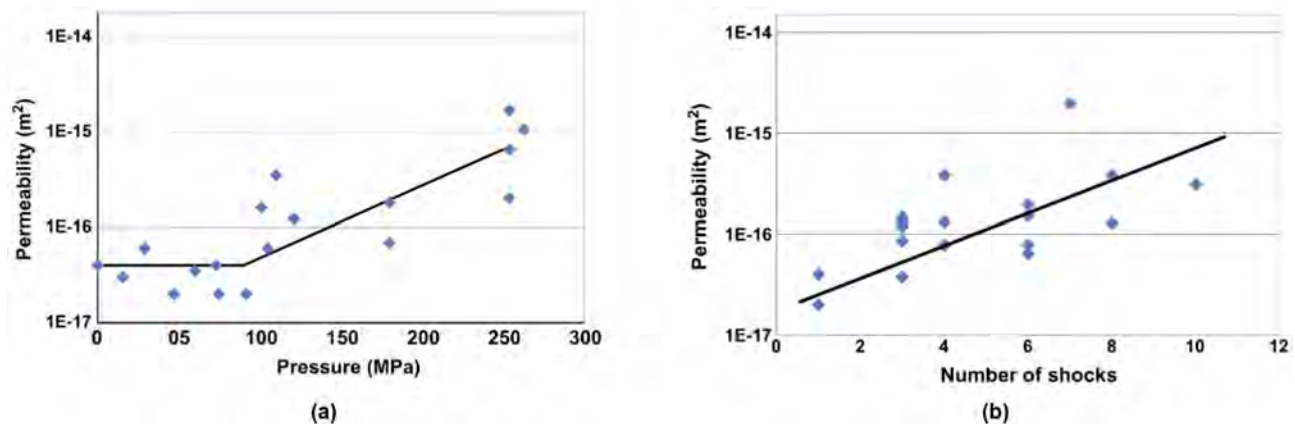 1E-14
1E-15
1E-16
1E-17
Permeability (m²)
0 05 100 150 200 250 300
Pressure (MPa)
(a)
1E-14
1E-15
1E-16
1E-17
Permeability (m²)
0 2 4 6 8 10 12
Number of shocks
(b)